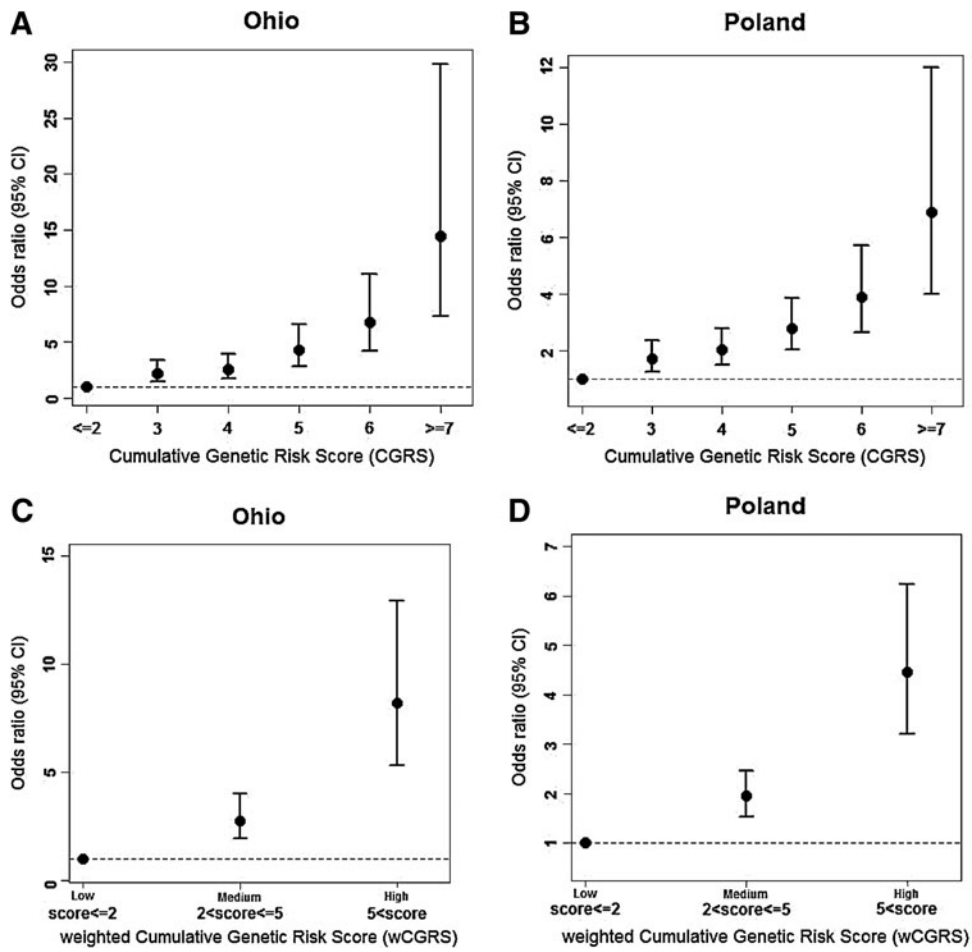 A
Ohio
Odds ratio (95% CI)
30
25
20
15
10
5
0
<=2 3 4 5 6 >=7
Cumulative Genetic Risk Score (CGRS)
B
Poland
Odds ratio (95% CI)
12
10
8
6
4
2
<=2 3 4 5 6 >=7
Cumulative Genetic Risk Score (CGRS)
C
Ohio
Odds ratio (95% CI)
15
10
5
0
Low Medium High
score<=2 2<score<=5 5<score
weighted Cumulative Genetic Risk Score (wCGRS)
D
Poland
Odds ratio (95% CI)
7
6
5
4
3
2
1
Low Medium High
score<=2 2<score<=5 5<score
weighted Cumulative Genetic Risk Score (wCGRS)